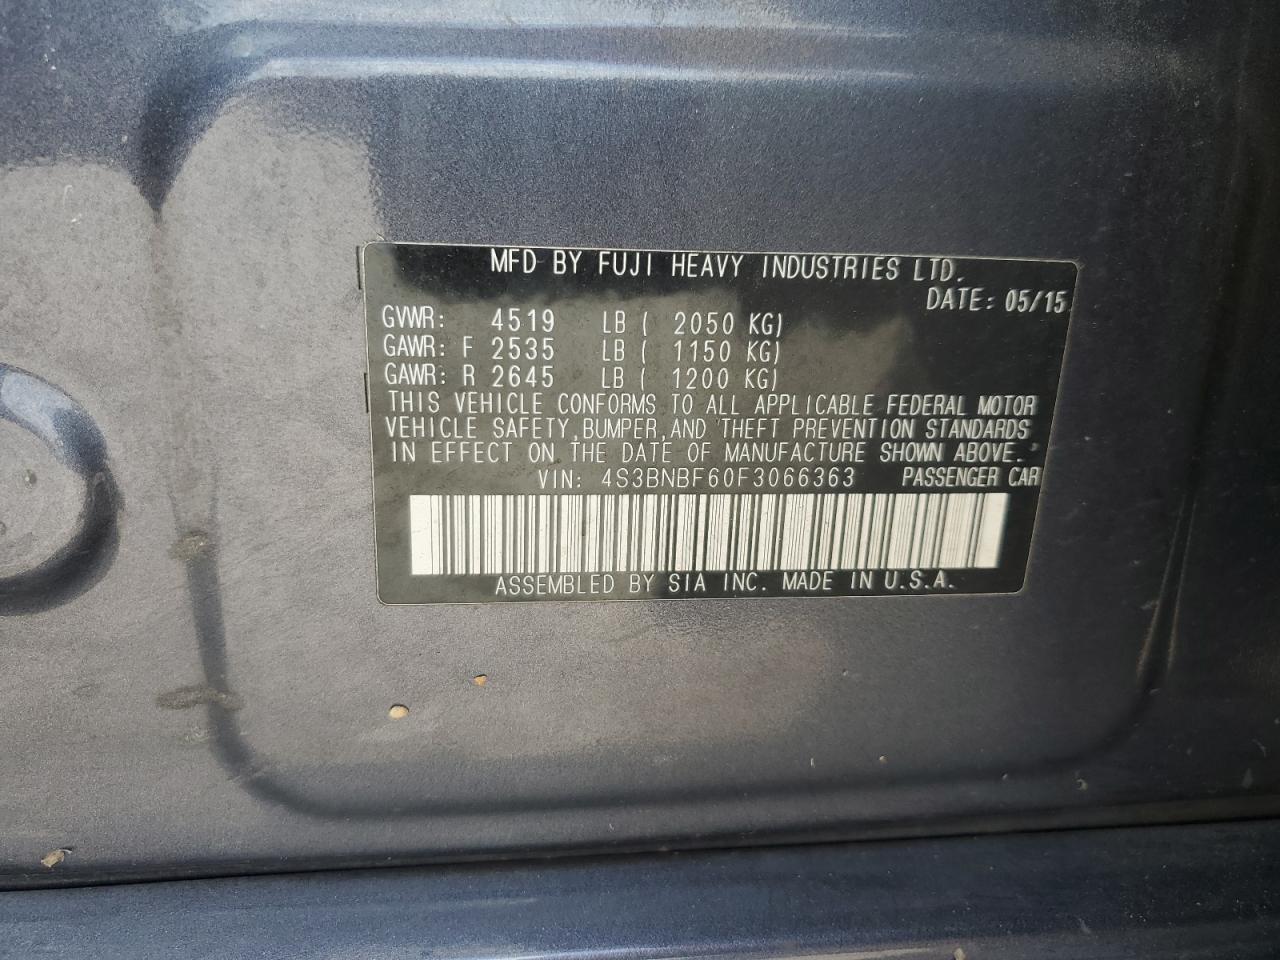 MFD BY FUJI HEAVY INDUSTRIES LTD.
DATE: 05/15
GVWR: 4519 LB ( 2050 KG)
GAWR: F 2535 LB ( 1150 KG)
GAWR: R 2645 LB ( 1200 KG)
THIS VEHICLE CONFORMS TO ALL APPLICABLE FEDERAL MOTOR
VEHICLE SAFETY,BUMPER,AND THEFT PREVENTION STANDARDS
IN EFFECT ON THE DATE OF MANUFACTURE SHOWN ABOVE.
VIN: 4S3BNBF60F3066363 PASSENGER CAR
ASSEMBLED BY SIA INC. MADE IN U.S.A.